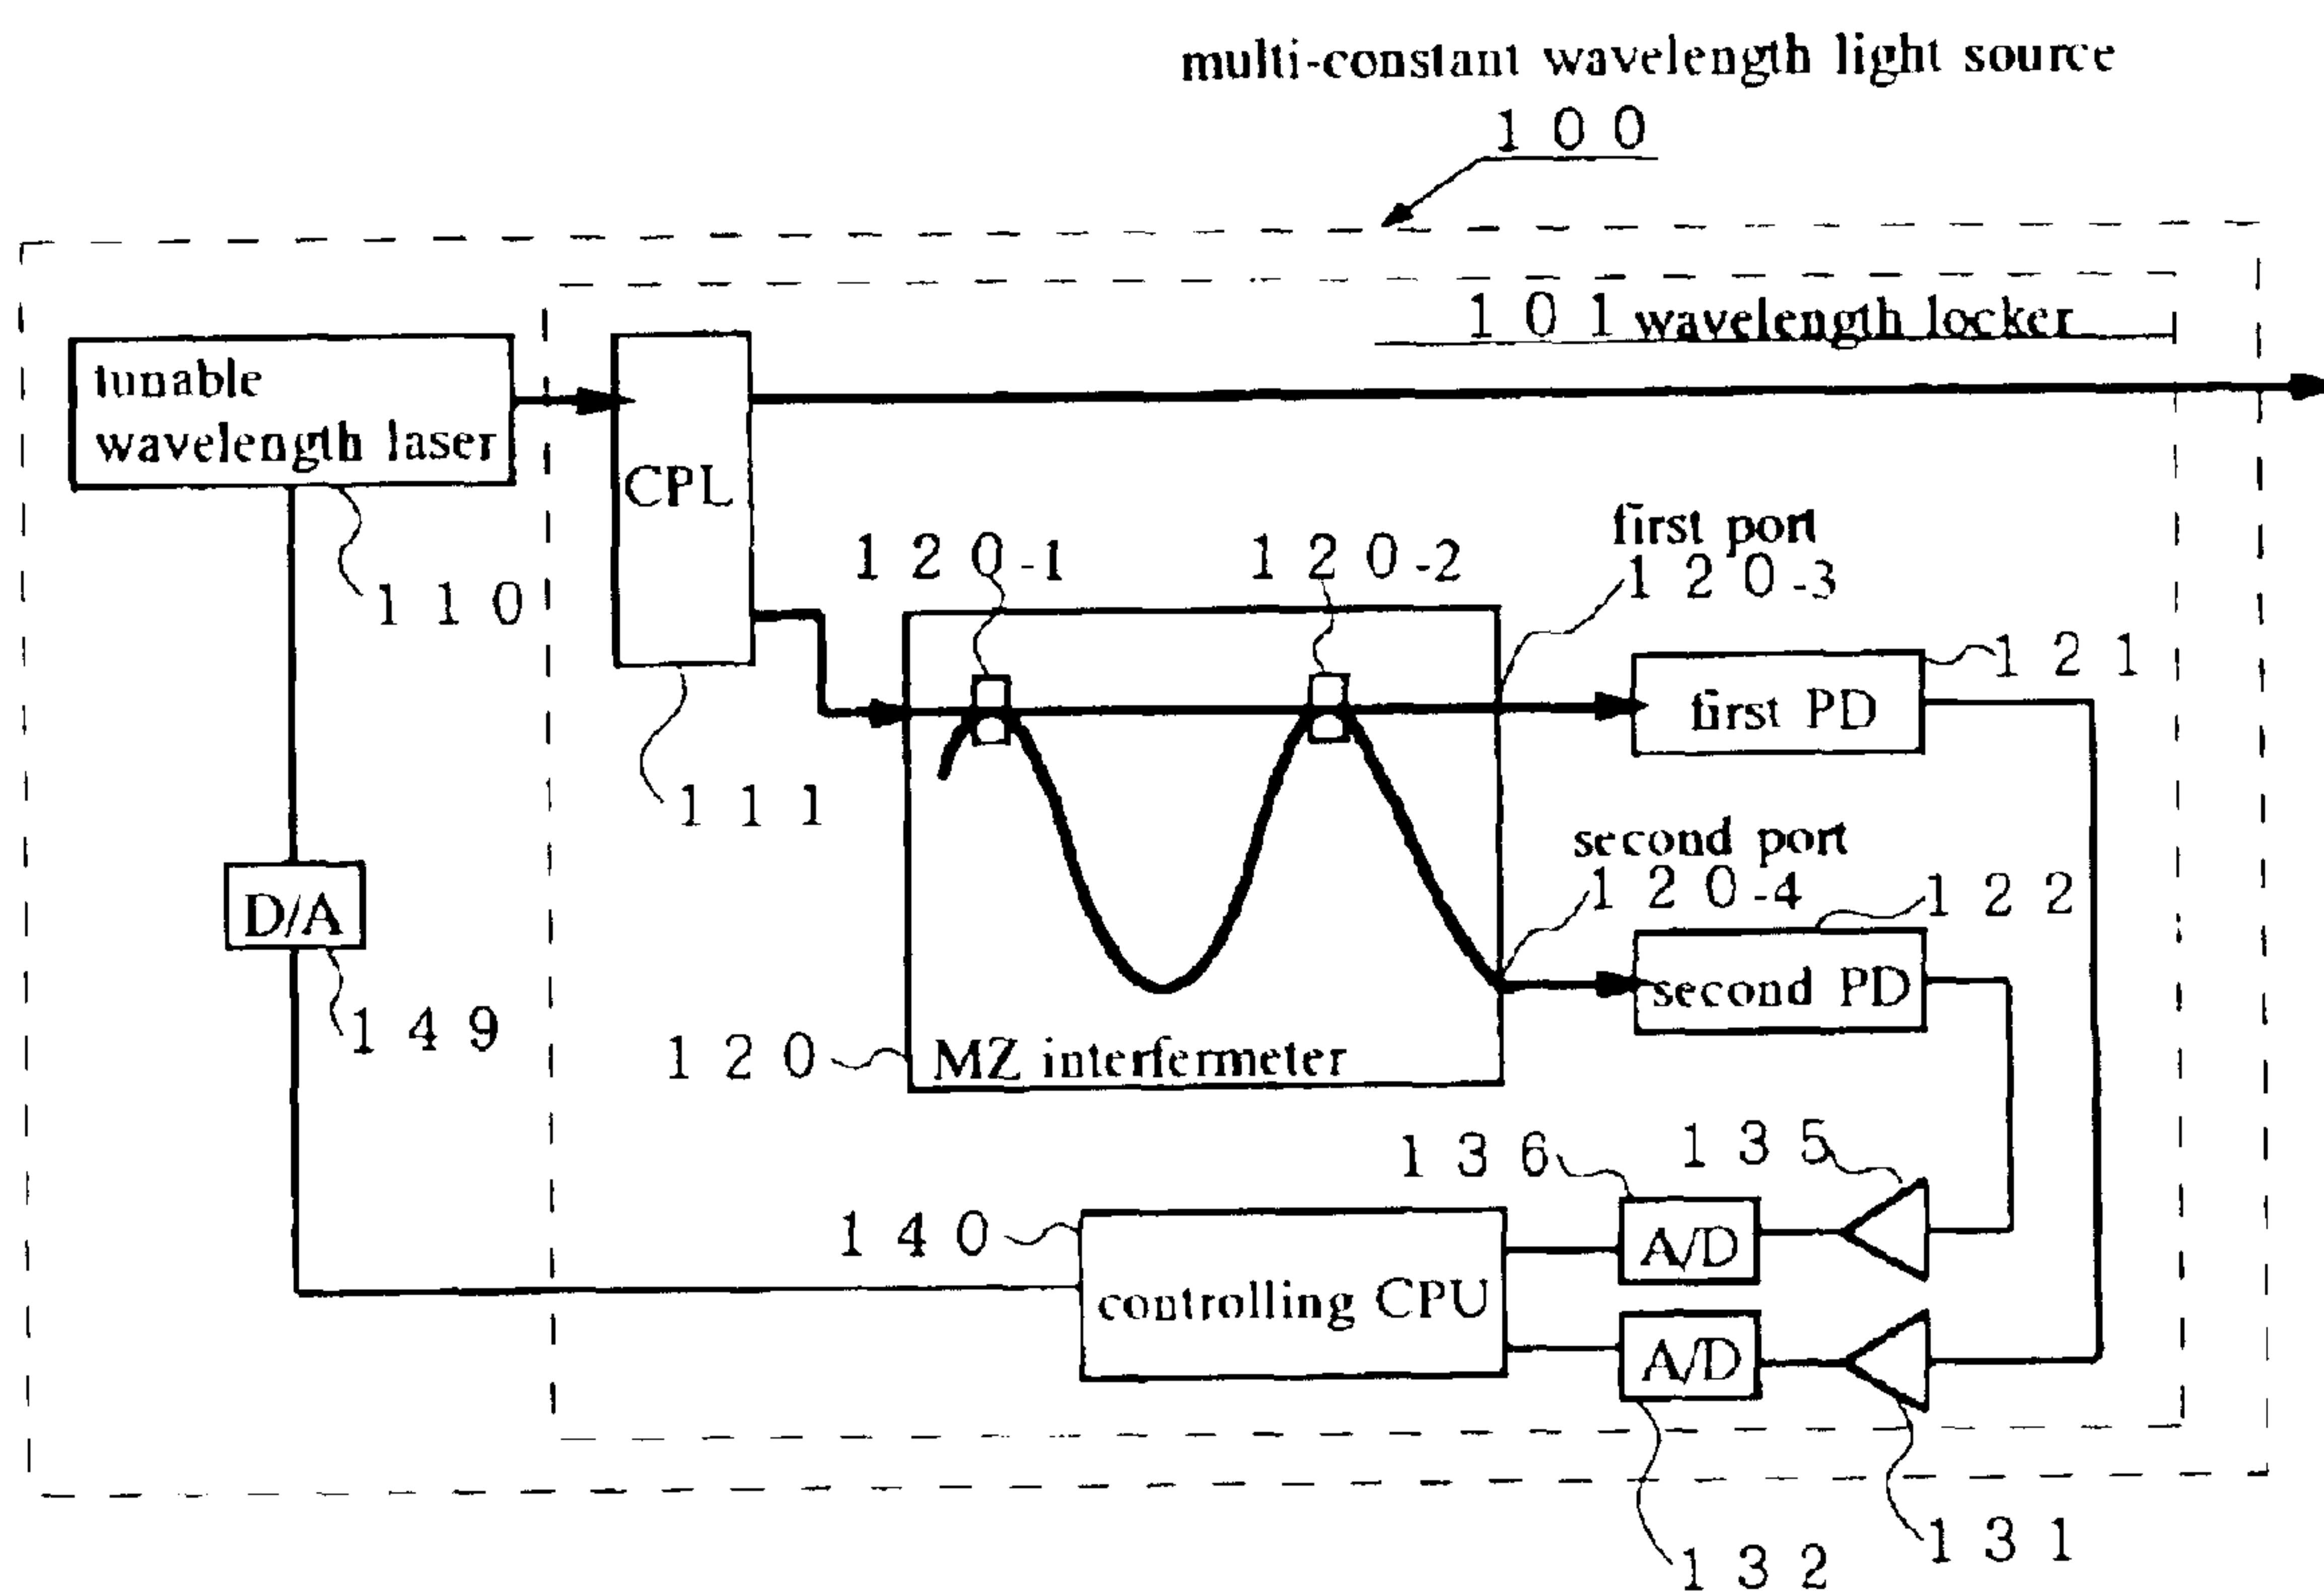 multi-constant wavelength light source
100
101 wavelength locker
tunable
wavelength laser
CPL
110
111
120-1
120-2
first port
120-3
121
first PD
second port
120-4
122
second PD
D/A
149
120
MZ interfermeter
136
135
140
A/D
controlling CPU
A/D
132
131